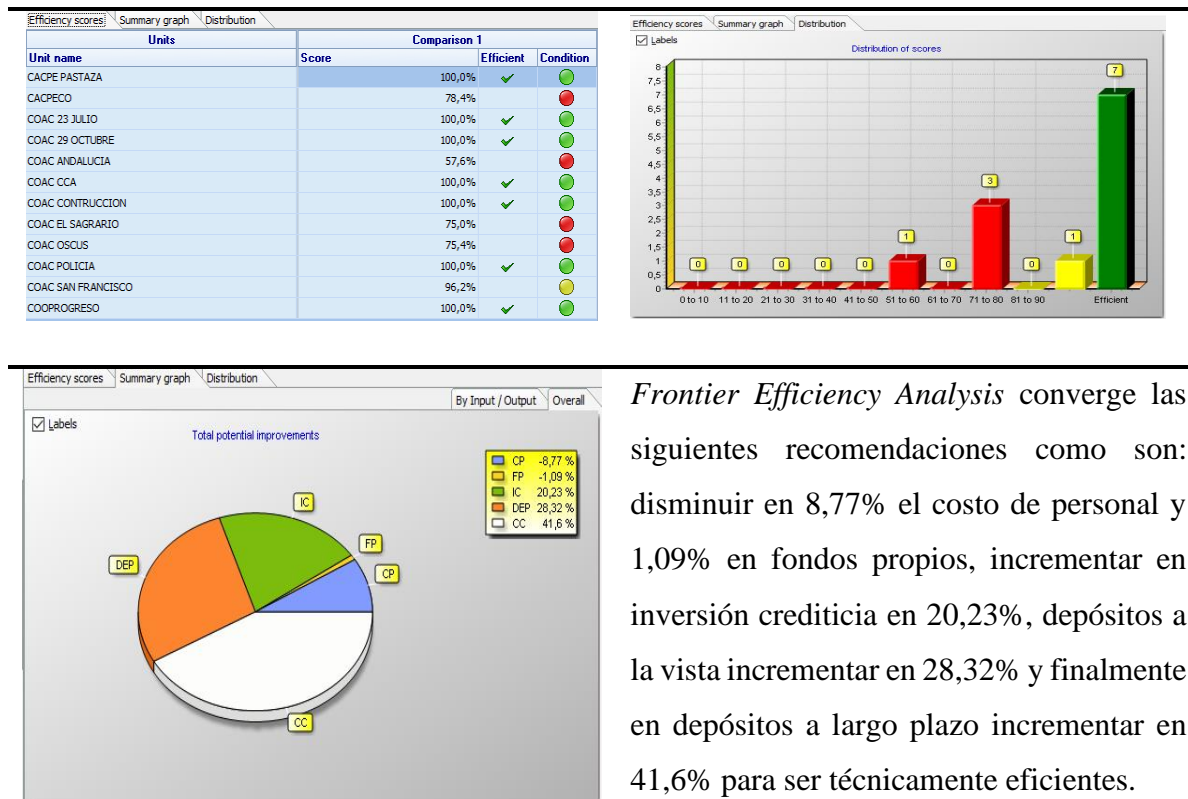 Efficiency scores Summary graph Distribution
Units Comparison 1
Unit name Score Efficient Condition
CACPE PASTAZA 100,0%
CACPECO 78,4%
COAC 23 JULIO 100,0%
COAC 29 OCTUBRE 100,0%
COAC ANDALUCIA 57,6%
COAC CCA 100,0%
COAC CONTRUCCION 100,0%
COAC EL SAGRARIO 75,0%
COAC OSCUS 75,4%
COAC POLICIA 100,0%
COAC SAN FRANCISCO 96,2%
COOPROGRESO 100,0%
Efficiency scores Summary graph Distribution
Labels
Distribution of scores
8
7,5
7
6,5
6
5,5
5
4,5
4
3,5
3
2,5
2
1,5
1
0,5
0
0 0 0 0 0 1 0 3 0 1 7
0 to 10 11 to 20 21 to 30 31 to 40 41 to 50 51 to 60 61 to 70 71 to 80 81 to 90 Efficient
Efficiency scores Summary graph Distribution
By Input / Output Overall
Labels
Total potential improvements
CP -8,77 %
FP -1,09 %
IC 20,23 %
DEP 28,32 %
CC 41,6 %
IC
FP
DEP
CP
CC
Frontier Efficiency Analysis converge las
siguientes recomendaciones como son:
disminuir en 8,77% el costo de personal y
1,09% en fondos propios, incrementar en
inversión crediticia en 20,23%, depósitos a
la vista incrementar en 28,32% y finalmente
en depósitos a largo plazo incrementar en
41,6% para ser técnicamente eficientes.